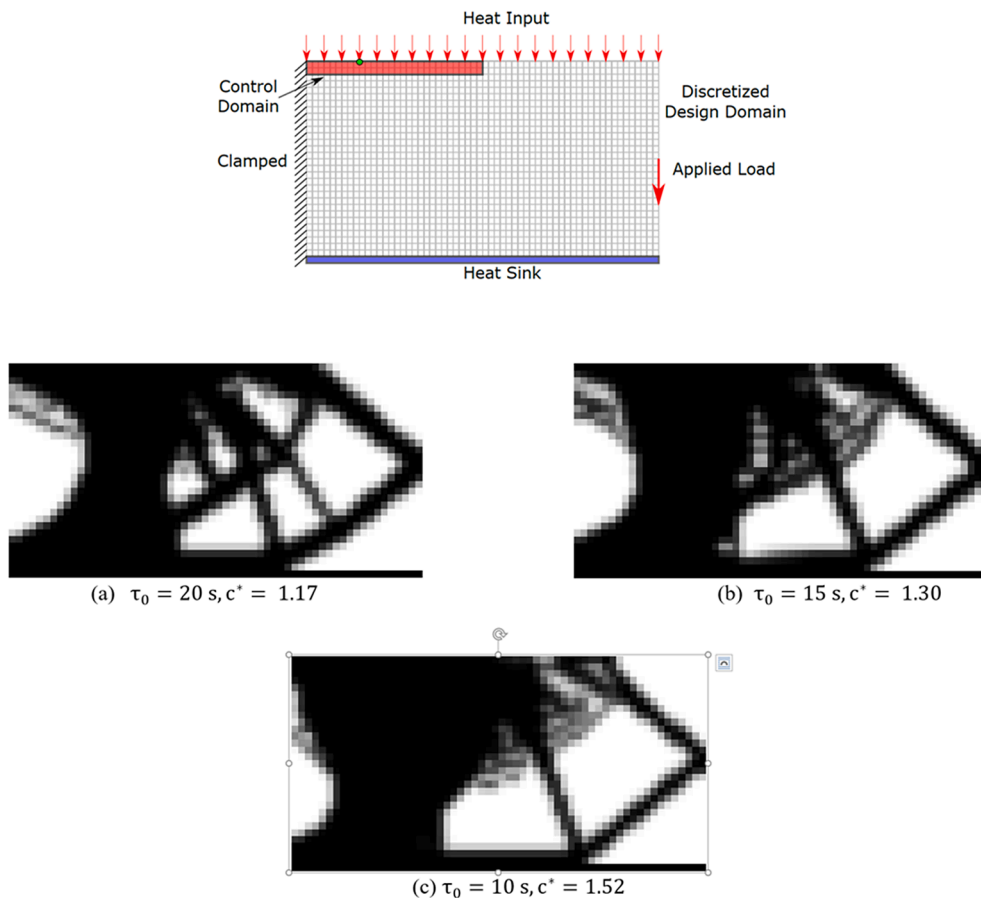 Heat Input
Control
Domain
Discretized
Design Domain
Clamped
Applied Load
Heat Sink
(a) τ₀ = 20 s, c* = 1.17
(b) τ₀ = 15 s, c* = 1.30
(c) τ₀ = 10 s, c* = 1.52